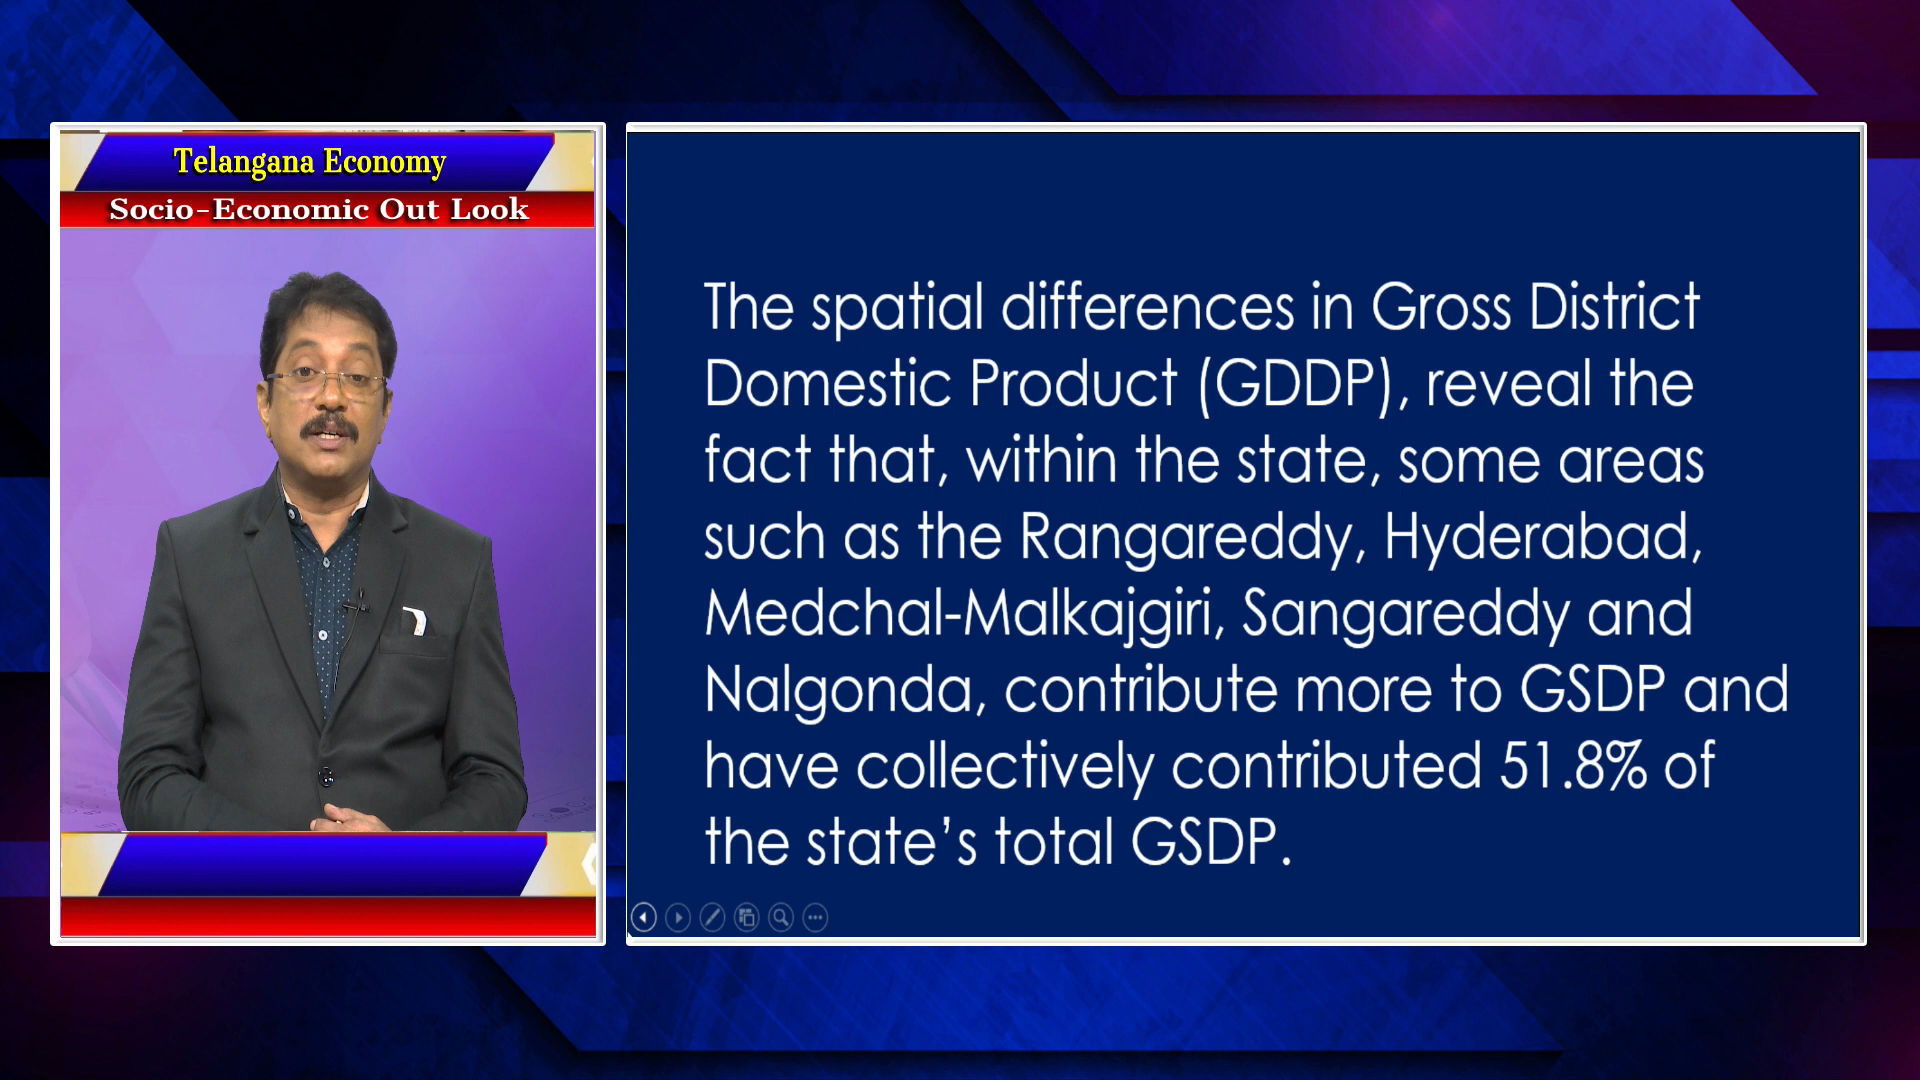 Telangana Economy
Socio-Economic Out Look
The spatial differences in Gross District
Domestic Product (GDDP), reveal the
fact that, within the state, some areas
such as the Rangareddy, Hyderabad,
Medchal-Malkajgiri, Sangareddy and
Nalgonda, contribute more to GSDP and
have collectively contributed 51.8% of
the state’s total GSDP.